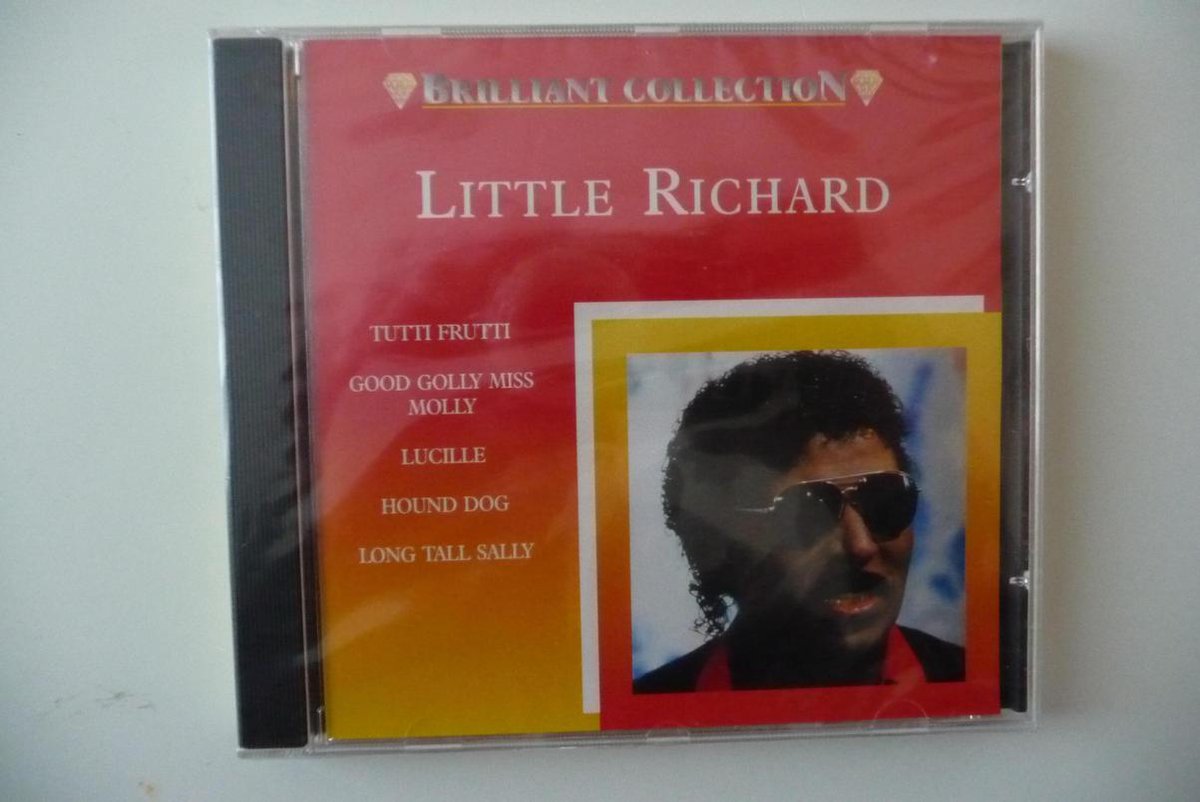 BRILLIANT COLLECTION
LITTLE RICHARD
TUTTI FRUTTI
GOOD GOLLY MISS
MOLLY
LUCILLE
HOUND DOG
LONG TALL SALLY